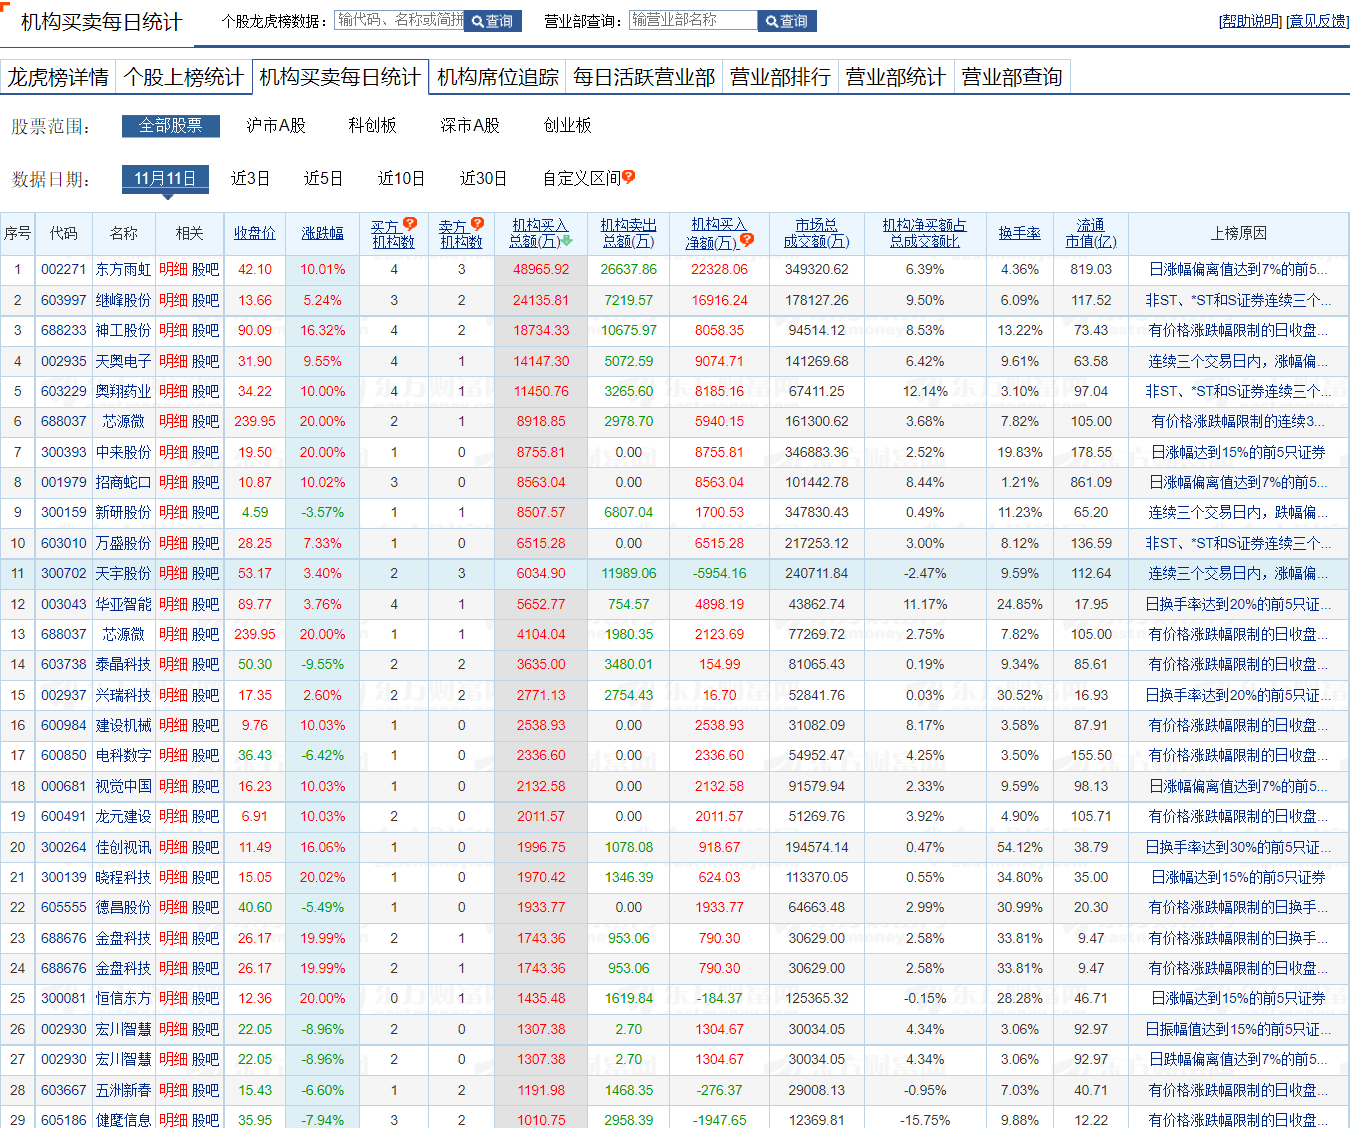 机构买卖每日统计 个股龙虎榜数据： 输代码、名称或简拼 查询 营业部查询： 输营业部名称 查询 [帮助说明] [意见反馈]
龙虎榜详情 个股上榜统计 机构买卖每日统计 机构席位追踪 每日活跃营业部 营业部排行 营业部统计 营业部查询
股票范围： 全部股票 沪市A股 科创板 深市A股 创业板
数据日期： 11月11日 近3日 近5日 近10日 近30日 自定义区间?
序号 代码 名称 相关 收盘价 涨跌幅 买方?机构数 卖方?机构数 机构买入总额(万) 机构卖出总额(万) 机构买入净额(万)? 市场总成交额(万) 机构净买额占总成交额比 换手率 流通市值(亿) 上榜原因
1 002271 东方雨虹 明细 股吧 42.10 10.01% 4 3 48965.92 26637.86 22328.06 349320.62 6.39% 4.36% 819.03 日涨幅偏离值达到7%的前5...
2 603997 继峰股份 明细 股吧 13.66 5.24% 3 2 24135.81 7219.57 16916.24 178127.26 9.50% 6.09% 117.52 非ST、*ST和S证券连续三个...
3 688233 神工股份 明细 股吧 90.09 16.32% 4 2 18734.33 10675.97 8058.35 94514.12 8.53% 13.22% 73.43 有价格涨跌幅限制的日收盘...
4 002935 天奥电子 明细 股吧 31.90 9.55% 4 1 14147.30 5072.59 9074.71 141269.68 6.42% 9.61% 63.58 连续三个交易日内，涨幅偏...
5 603229 奥翔药业 明细 股吧 34.22 10.00% 4 1 11450.76 3265.60 8185.16 67411.25 12.14% 3.10% 97.04 非ST、*ST和S证券连续三个...
6 688037 芯源微 明细 股吧 239.95 20.00% 2 1 8918.85 2978.70 5940.15 161300.62 3.68% 7.82% 105.00 有价格涨跌幅限制的连续3...
7 300393 中来股份 明细 股吧 19.50 20.00% 1 0 8755.81 0.00 8755.81 346883.36 2.52% 19.83% 178.55 日涨幅达到15%的前5只证券
8 001979 招商蛇口 明细 股吧 10.87 10.02% 3 0 8563.04 0.00 8563.04 101442.78 8.44% 1.21% 861.09 日涨幅偏离值达到7%的前5...
9 300159 新研股份 明细 股吧 4.59 -3.57% 1 1 8507.57 6807.04 1700.53 347830.43 0.49% 11.23% 65.20 连续三个交易日内，跌幅偏...
10 603010 万盛股份 明细 股吧 28.25 7.33% 1 0 6515.28 0.00 6515.28 217253.12 3.00% 8.12% 136.59 非ST、*ST和S证券连续三个...
11 300702 天宇股份 明细 股吧 53.17 3.40% 2 3 6034.90 11989.06 -5954.16 240711.84 -2.47% 9.59% 112.64 连续三个交易日内，涨幅偏...
12 003043 华亚智能 明细 股吧 89.77 3.76% 4 1 5652.77 754.57 4898.19 43862.74 11.17% 24.85% 17.95 日换手率达到20%的前5只证...
13 688037 芯源微 明细 股吧 239.95 20.00% 1 1 4104.04 1980.35 2123.69 77269.72 2.75% 7.82% 105.00 有价格涨跌幅限制的日收盘...
14 603738 泰晶科技 明细 股吧 50.30 -9.55% 2 2 3635.00 3480.01 154.99 81065.43 0.19% 9.34% 85.61 有价格涨跌幅限制的日收盘...
15 002937 兴瑞科技 明细 股吧 17.35 2.60% 2 2 2771.13 2754.43 16.70 52841.76 0.03% 30.52% 16.93 日换手率达到20%的前5只证...
16 600984 建设机械 明细 股吧 9.76 10.03% 1 0 2538.93 0.00 2538.93 31082.09 8.17% 3.58% 87.91 有价格涨跌幅限制的日收盘...
17 600850 电科数字 明细 股吧 36.43 -6.42% 1 0 2336.60 0.00 2336.60 54952.47 4.25% 3.50% 155.50 有价格涨跌幅限制的日收盘...
18 000681 视觉中国 明细 股吧 16.23 10.03% 1 0 2132.58 0.00 2132.58 91579.94 2.33% 9.59% 98.13 日涨幅偏离值达到7%的前5...
19 600491 龙元建设 明细 股吧 6.91 10.03% 2 0 2011.57 0.00 2011.57 51269.76 3.92% 4.90% 105.71 有价格涨跌幅限制的日收盘...
20 300264 佳创视讯 明细 股吧 11.49 16.06% 1 0 1996.75 1078.08 918.67 194574.14 0.47% 54.12% 38.79 日换手率达到30%的前5只证...
21 300139 晓程科技 明细 股吧 15.05 20.02% 1 0 1970.42 1346.39 624.03 113370.05 0.55% 34.80% 35.00 日涨幅达到15%的前5只证券
22 605555 德昌股份 明细 股吧 40.60 -5.49% 1 0 1933.77 0.00 1933.77 64663.48 2.99% 30.99% 20.30 有价格涨跌幅限制的日换手...
23 688676 金盘科技 明细 股吧 26.17 19.99% 2 1 1743.36 953.06 790.30 30629.00 2.58% 33.81% 9.47 有价格涨跌幅限制的日换手...
24 688676 金盘科技 明细 股吧 26.17 19.99% 2 1 1743.36 953.06 790.30 30629.00 2.58% 33.81% 9.47 有价格涨跌幅限制的日收盘...
25 300081 恒信东方 明细 股吧 12.36 20.00% 0 1 1435.48 1619.84 -184.37 125365.32 -0.15% 28.28% 46.71 日涨幅达到15%的前5只证券
26 002930 宏川智慧 明细 股吧 22.05 -8.96% 2 0 1307.38 2.70 1304.67 30034.05 4.34% 3.06% 92.97 日振幅值达到15%的前5只证...
27 002930 宏川智慧 明细 股吧 22.05 -8.96% 2 0 1307.38 2.70 1304.67 30034.05 4.34% 3.06% 92.97 日跌幅偏离值达到7%的前5...
28 603667 五洲新春 明细 股吧 15.43 -6.60% 1 2 1191.98 1468.35 -276.37 29008.13 -0.95% 7.03% 40.71 有价格涨跌幅限制的日收盘...
29 605186 健麾信息 明细 股吧 35.95 -7.94% 3 2 1010.75 2958.39 -1947.65 12369.81 -15.75% 9.88% 12.22 有价格涨跌幅限制的日收盘...